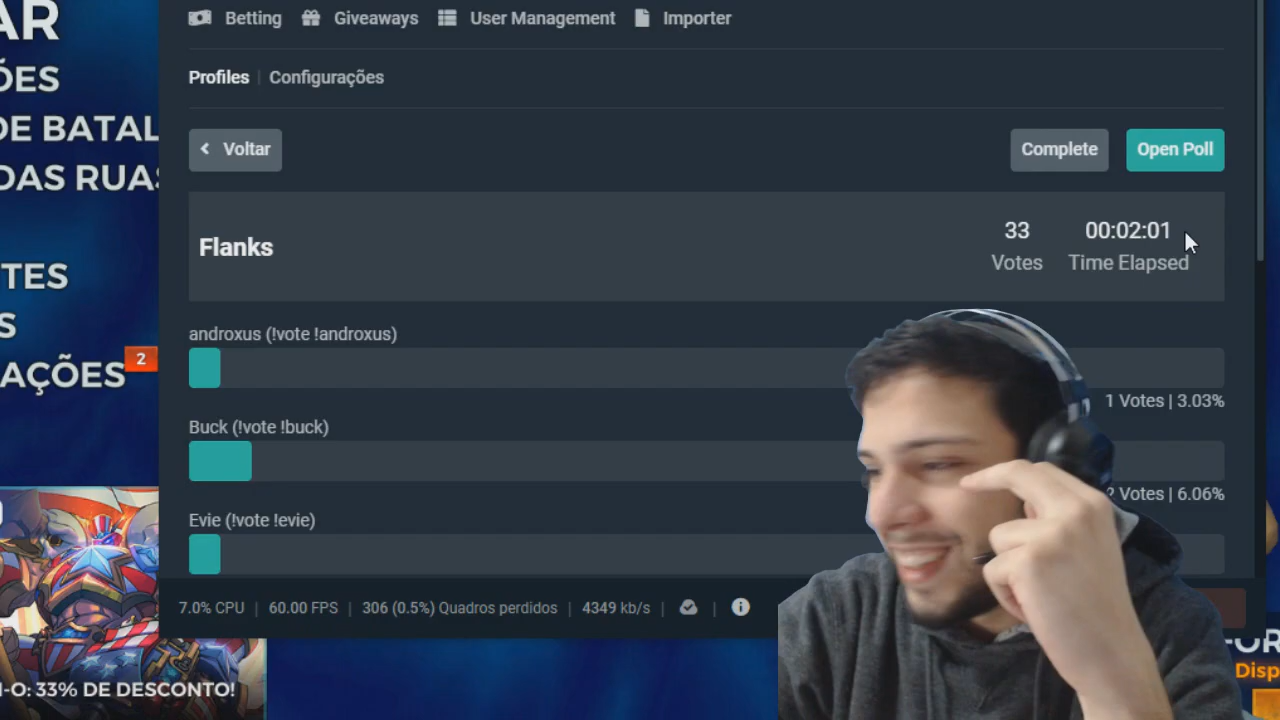 AR
ÕES
DE BATAL
DAS RUAS
TES
S
AÇÕES
2
Betting
Giveaways
User Management
Importer
Profiles | Configurações
Voltar
Complete
Open Poll
Flanks
33
Votes
00:02:01
Time Elapsed
androxus (!vote !androxus)
1 Votes | 3.03%
Buck (!vote !buck)
2 Votes | 6.06%
Evie (!vote !evie)
7.0% CPU | 60.00 FPS | 306 (0.5%) Quadros perdidos | 4349 kb/s
-O: 33% DE DESCONTO!
FOR
Disp